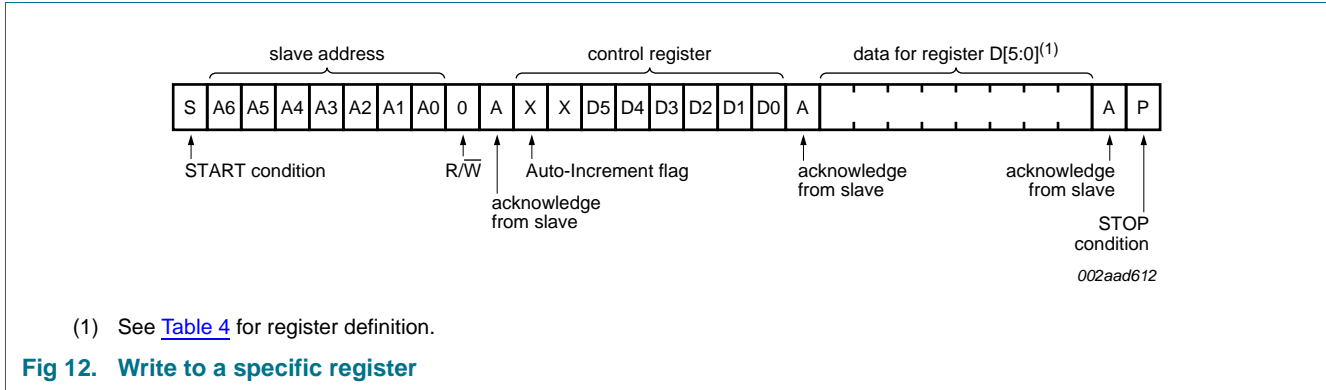 slave address control register data for register D[5:0](1)
S A6 A5 A4 A3 A2 A1 A0 0 A X X D5 D4 D3 D2 D1 D0 A A P
START condition R/W̅ Auto-Increment flag acknowledge from slave acknowledge from slave
acknowledge
from slave
STOP
condition
002aad612
(1) See Table 4 for register definition.
Fig 12. Write to a specific register